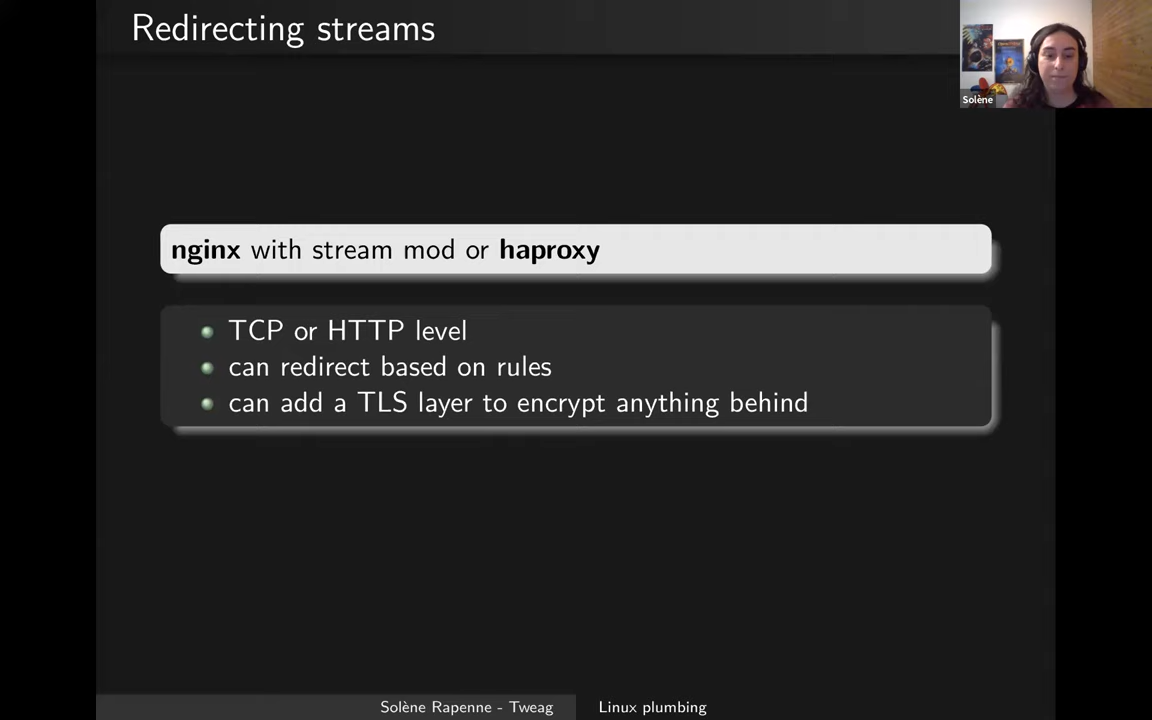 Redirecting streams
Solène
nginx with stream mod or haproxy
TCP or HTTP level
can redirect based on rules
can add a TLS layer to encrypt anything behind
Solène Rapenne - Tweag
Linux plumbing